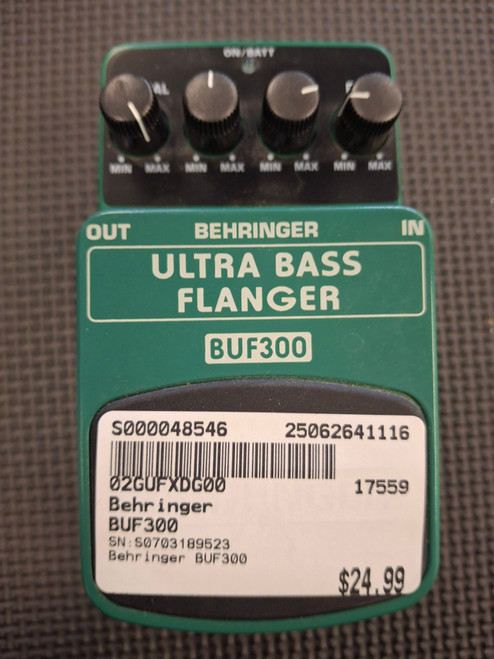 ON/BATT
MIN MAX MIN MAX MIN MAX MIN MAX
OUT BEHRINGER IN
ULTRA BASS
FLANGER
BUF300
S000048546 25062641116
02GUFXDG00 17559
Behringer
BUF300
SN:S0703189523
Behringer BUF300
$24.99